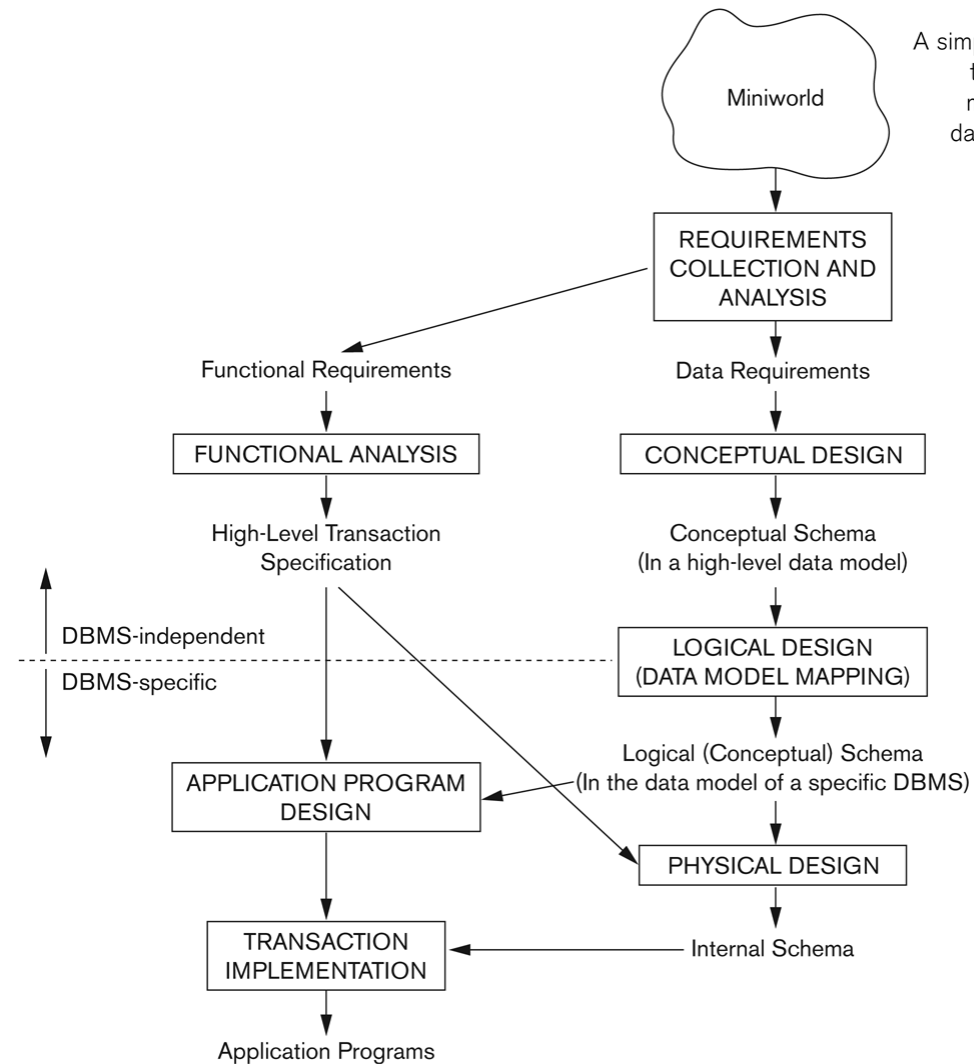 A
t
Miniworld
REQUIREMENTS
COLLECTION AND
ANALYSIS
Functional Requirements
Data Requirements
FUNCTIONAL ANALYSIS
CONCEPTUAL DESIGN
High-Level Transaction
Specification
Conceptual Schema
(In a high-level data model)
DBMS-independent
LOGICAL DESIGN
(DATA MODEL MAPPING)
DBMS-specific
Logical (Conceptual) Schema
(In the data model of a specific DBMS)
APPLICATION PROGRAM
DESIGN
PHYSICAL DESIGN
TRANSACTION
IMPLEMENTATION
Internal Schema
Application Programs